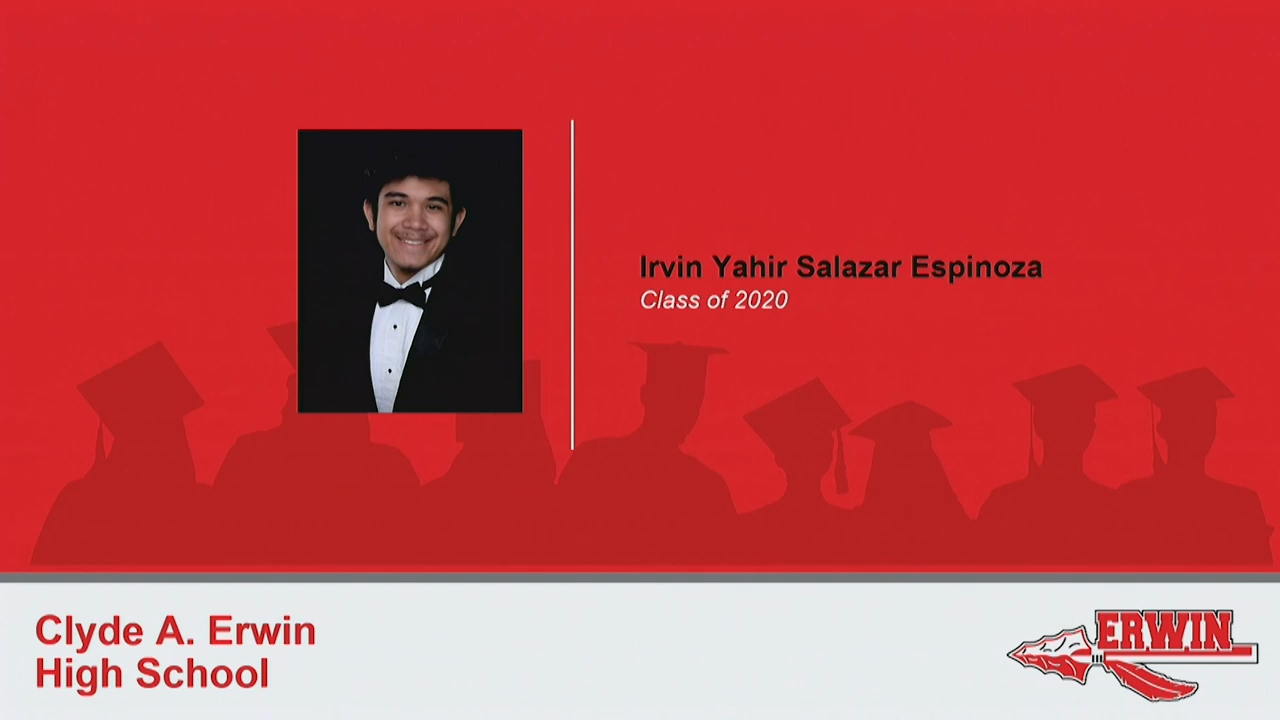 Irvin Yahir Salazar Espinoza
Class of 2020
Clyde A. Erwin
High School
ERWIN